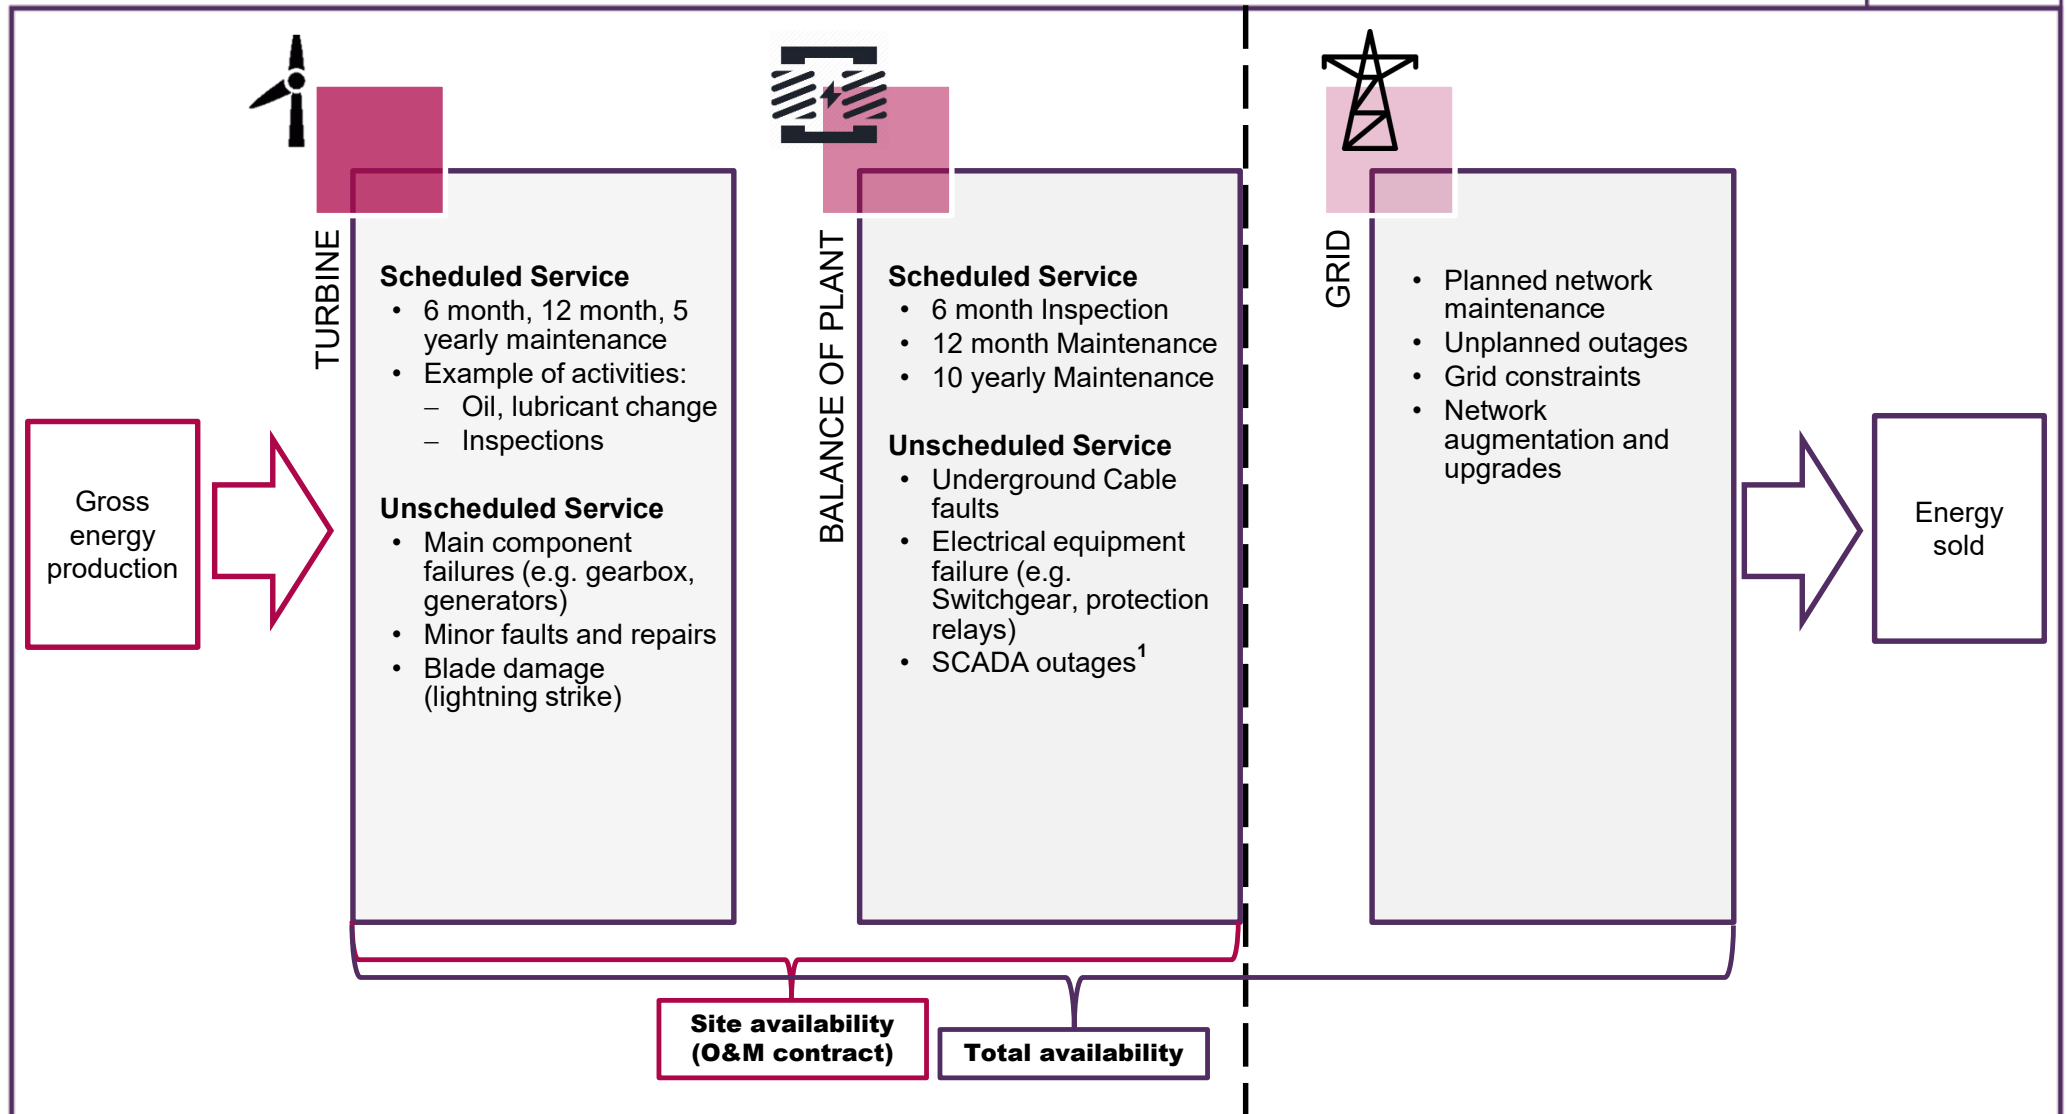 Gross
energy
production
TURBINE
Scheduled Service
• 6 month, 12 month, 5
yearly maintenance
• Example of activities:
– Oil, lubricant change
– Inspections
Unscheduled Service
• Main component
failures (e.g. gearbox,
generators)
• Minor faults and repairs
• Blade damage
(lightning strike)
BALANCE OF PLANT
Scheduled Service
• 6 month Inspection
• 12 month Maintenance
• 10 yearly Maintenance
Unscheduled Service
• Underground Cable
faults
• Electrical equipment
failure (e.g.
Switchgear, protection
relays)
• SCADA outages¹
GRID
• Planned network
maintenance
• Unplanned outages
• Grid constraints
• Network
augmentation and
upgrades
Energy
sold
Site availability
(O&M contract)
Total availability